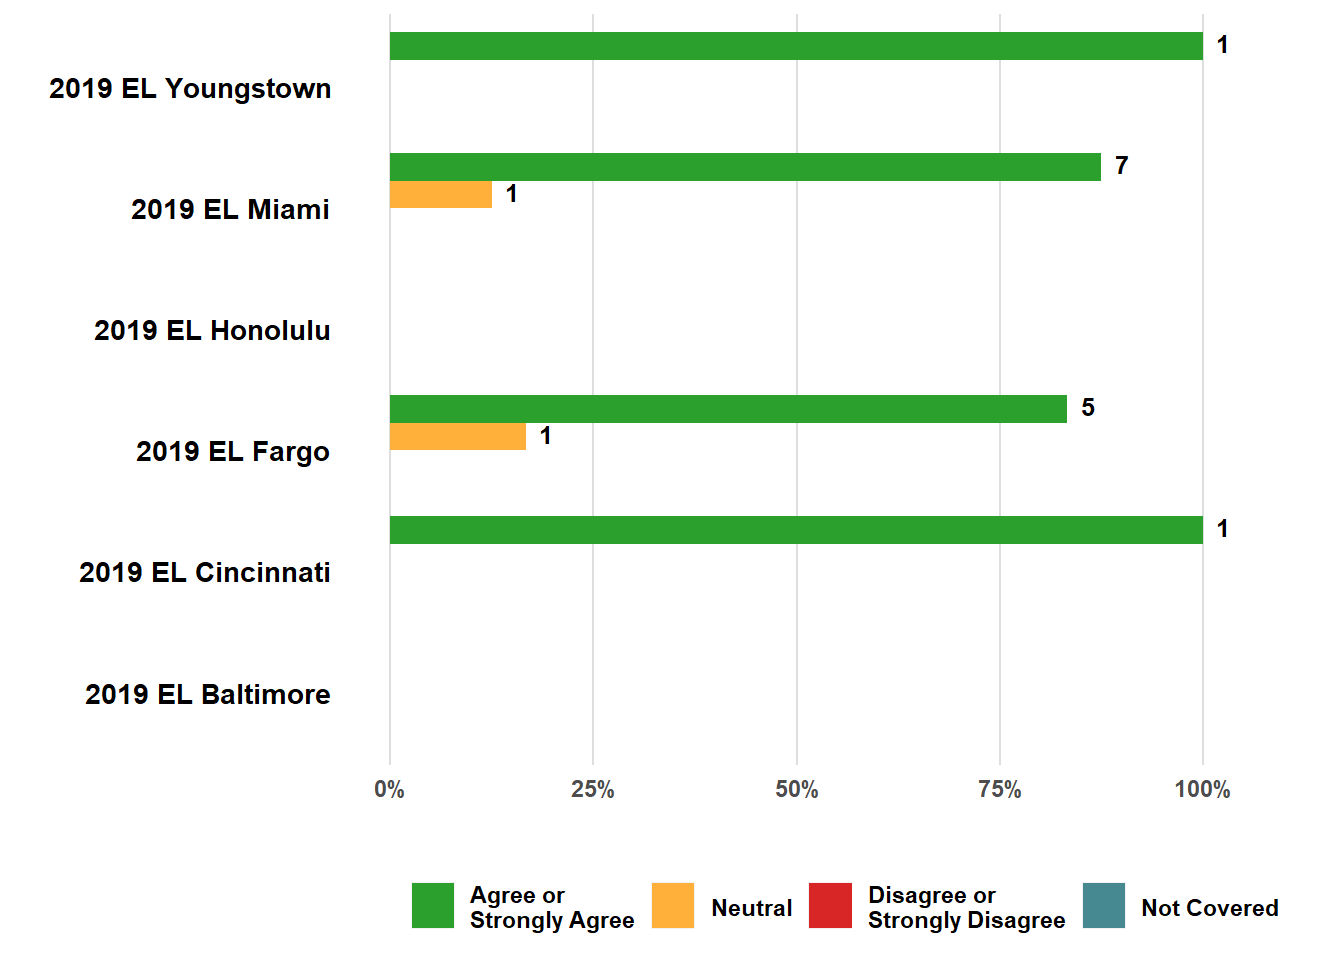 1
2019 EL Youngstown
7
1
2019 EL Miami
2019 EL Honolulu
5
1
2019 EL Fargo
1
2019 EL Cincinnati
2019 EL Baltimore
0% 25% 50% 75% 100%
Agree or
Strongly Agree
Neutral
Disagree or
Strongly Disagree
Not Covered